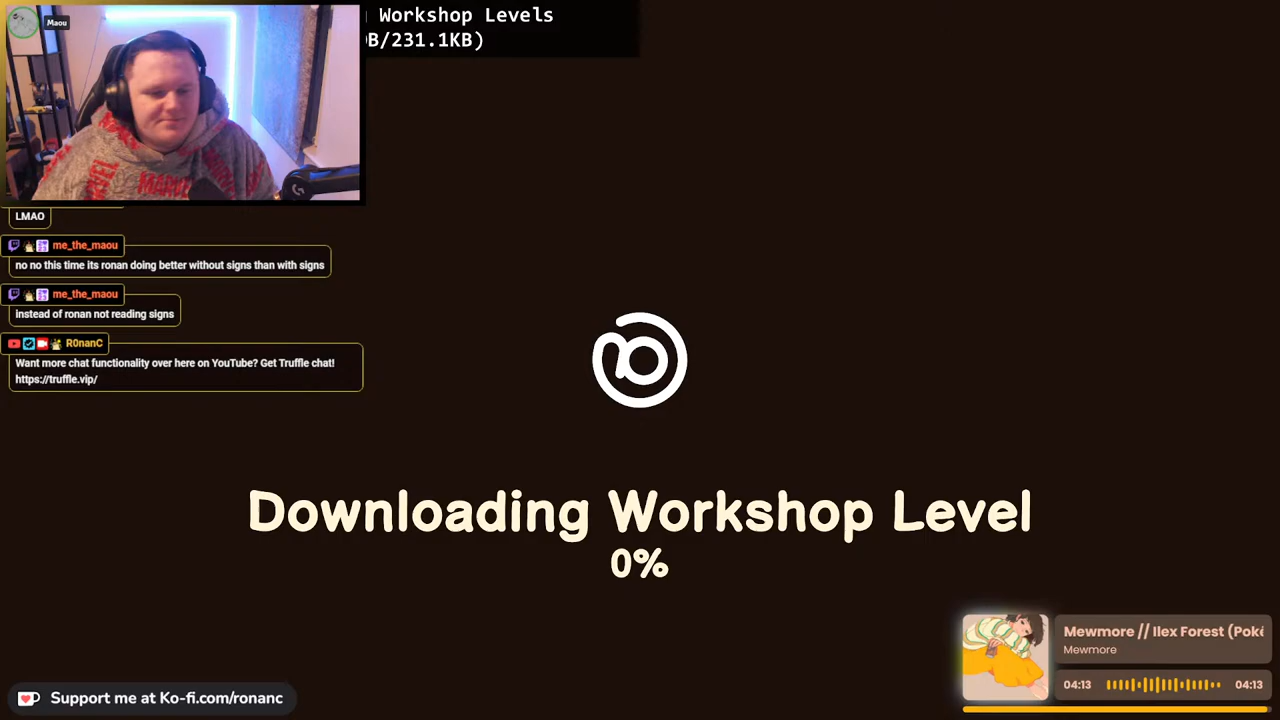 Maou
Workshop Levels
B/231.1KB)
LMAO
me_the_maou
no no this time its ronan doing better without signs than with signs
me_the_maou
instead of ronan not reading signs
R0nanC
Want more chat functionality over here on YouTube? Get Truffle chat!
https://truffle.vip/
Downloading Workshop Level
0%
Mewmore // Ilex Forest (Poké
Mewmore
04:13
04:13
Support me at Ko-fi.com/ronanc